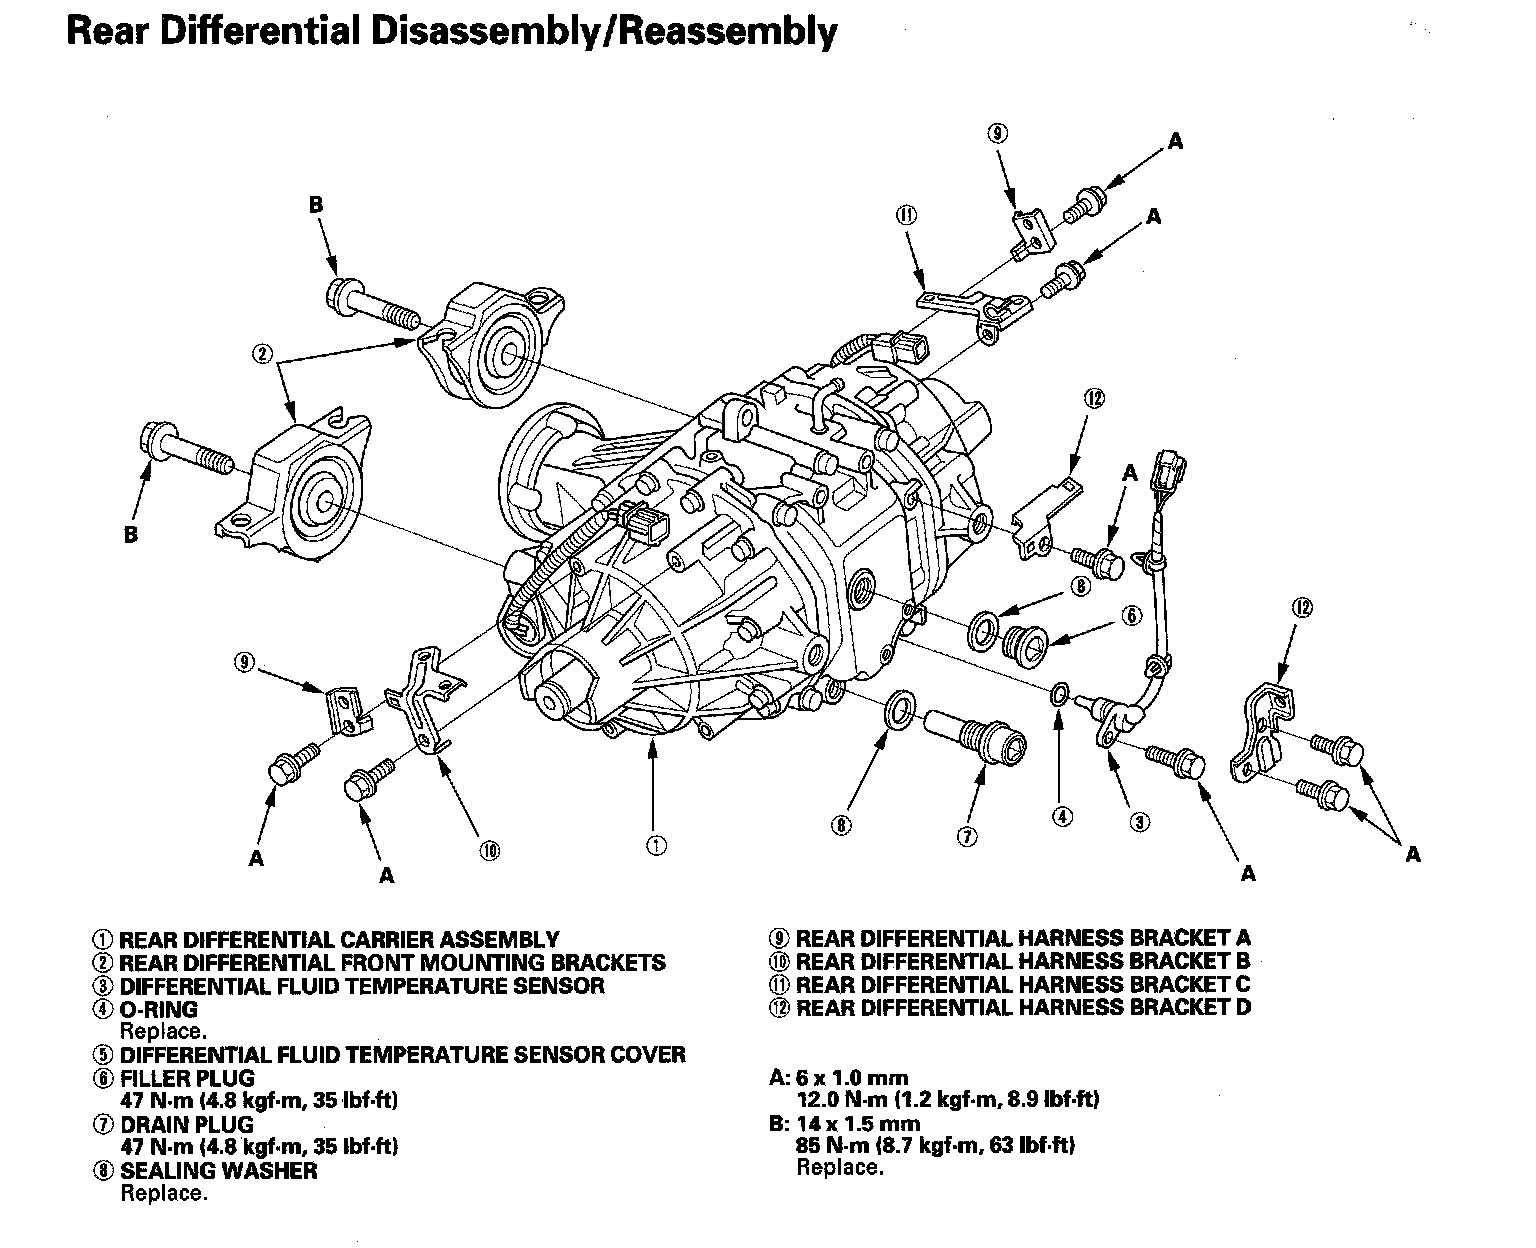 Rear Differential Disassembly/Reassembly
⑨
A
B
⑪
A
②
⑫
A
B
⑧
⑥
⑫
⑨
A
A
⑩
①
⑧
⑦
④
③
A
A
① REAR DIFFERENTIAL CARRIER ASSEMBLY
② REAR DIFFERENTIAL FRONT MOUNTING BRACKETS
③ DIFFERENTIAL FLUID TEMPERATURE SENSOR
④ O-RING
Replace.
⑤ DIFFERENTIAL FLUID TEMPERATURE SENSOR COVER
⑥ FILLER PLUG
47 N·m (4.8 kgf·m, 35 lbf·ft)
⑦ DRAIN PLUG
47 N·m (4.8 kgf·m, 35 lbf·ft)
⑧ SEALING WASHER
Replace.
⑨ REAR DIFFERENTIAL HARNESS BRACKET A
⑩ REAR DIFFERENTIAL HARNESS BRACKET B
⑪ REAR DIFFERENTIAL HARNESS BRACKET C
⑫ REAR DIFFERENTIAL HARNESS BRACKET D
A: 6 x 1.0 mm
12.0 N·m (1.2 kgf·m, 8.9 lbf·ft)
B: 14 x 1.5 mm
85 N·m (8.7 kgf·m, 63 lbf·ft)
Replace.